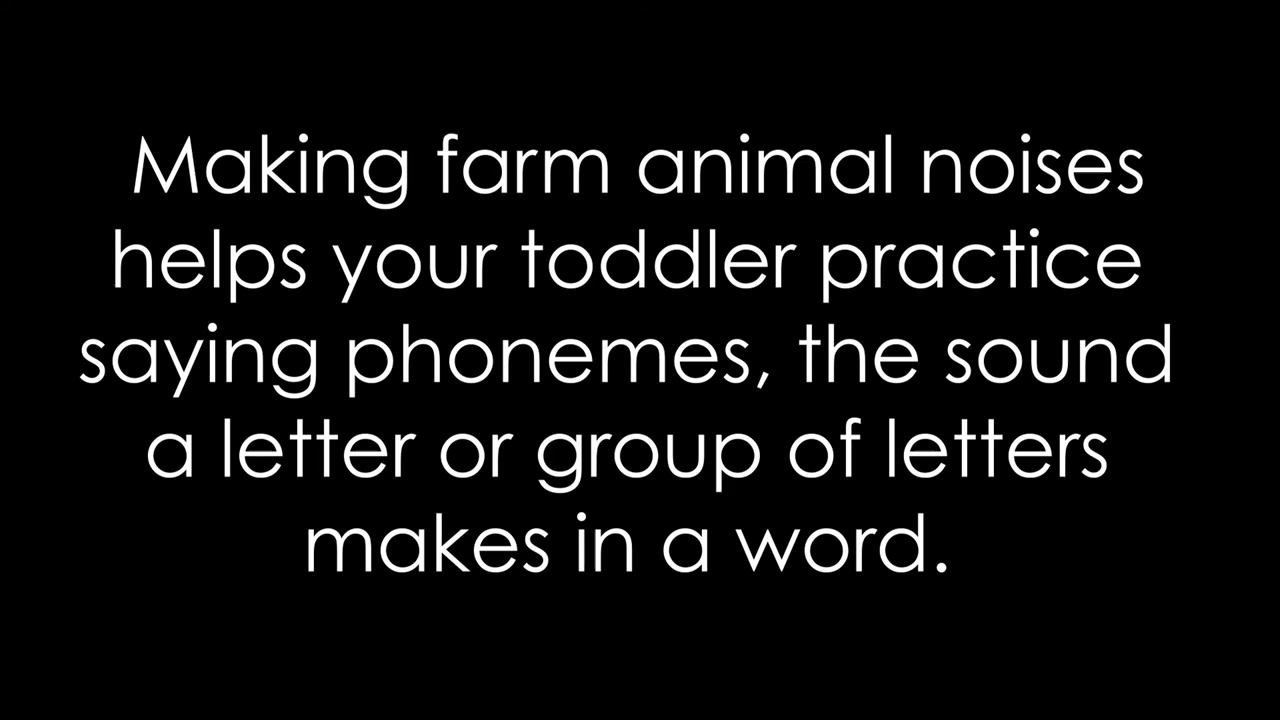 Making farm animal noises
helps your toddler practice
saying phonemes, the sound
a letter or group of letters
makes in a word.